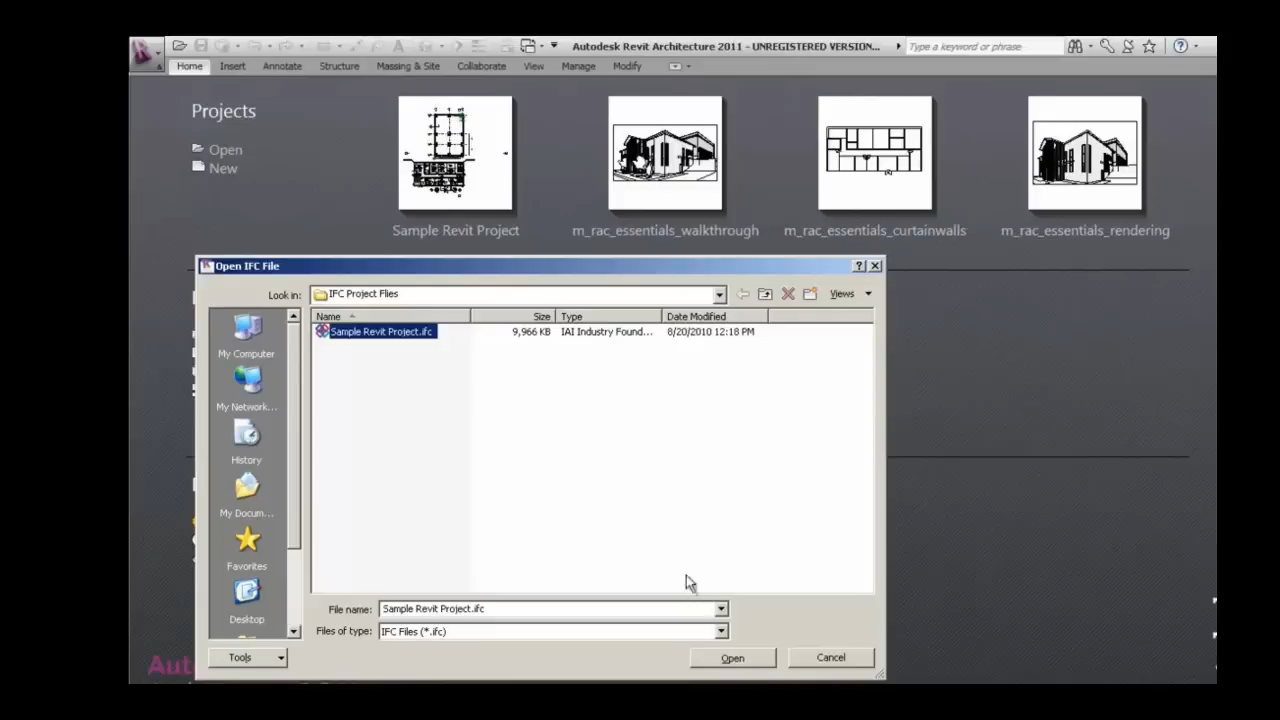 Autodesk Revit Architecture 2011 - UNREGISTERED VERSION...
Type a keyword or phrase
Home Insert Annotate Structure Massing & Site Collaborate View Manage Modify
Projects
Open
New
Sample Revit Project
m_rac_essentials_walkthrough
m_rac_essentials_curtainwalls
m_rac_essentials_rendering
Open IFC File
Look in: IFC Project Files Views
Name Size Type Date Modified
Sample Revit Project.ifc 9,966 KB IAI Industry Found... 8/20/2010 12:18 PM
My Computer
My Network...
History
My Docum...
Favorites
Desktop
File name: Sample Revit Project.ifc
Files of type: IFC Files (*.ifc)
Tools Open Cancel
Aut